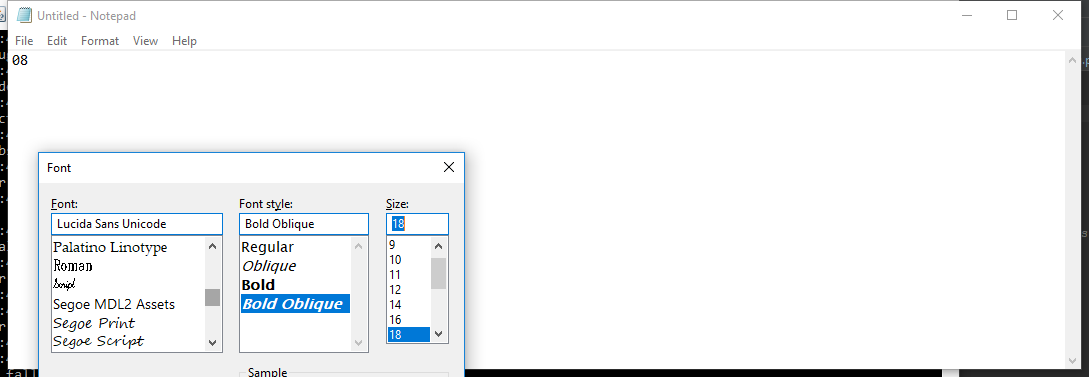 Untitled - Notepad
File Edit Format View Help
08
Font
Font: Font style: Size:
Lucida Sans Unicode Bold Oblique 18
Palatino Linotype Regular 9
Roman Oblique 10
Script Bold 11
Segoe MDL2 Assets Bold Oblique 12
Segoe Print 14
Segoe Script 16
18
Sample